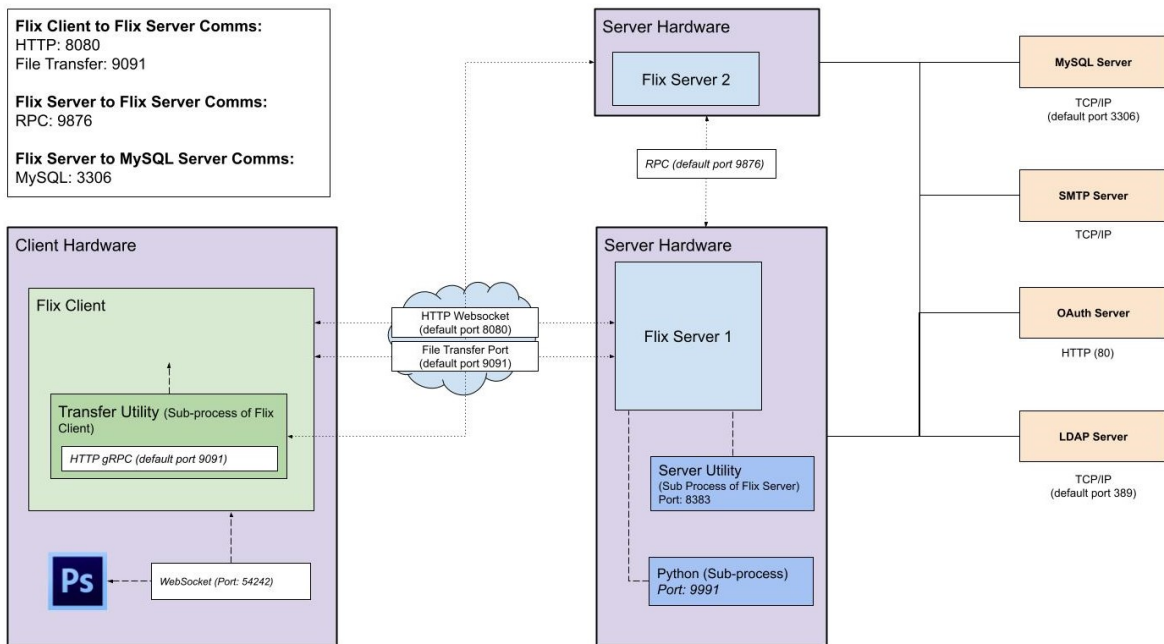 Flix Client to Flix Server Comms:
HTTP: 8080
File Transfer: 9091
Flix Server to Flix Server Comms:
RPC: 9876
Flix Server to MySQL Server Comms:
MySQL: 3306
Server Hardware
Flix Server 2
RPC (default port 9876)
MySQL Server
TCP/IP
(default port 3306)
SMTP Server
TCP/IP
OAuth Server
HTTP (80)
LDAP Server
TCP/IP
(default port 389)
Client Hardware
Flix Client
Transfer Utility (Sub-process of Flix
Client)
HTTP gRPC (default port 9091)
Ps
WebSocket (Port: 54242)
HTTP Websocket
(default port 8080)
File Transfer Port
(default port 9091)
Server Hardware
Flix Server 1
Server Utility
(Sub Process of Flix Server)
Port: 8383
Python (Sub-process)
Port: 9991